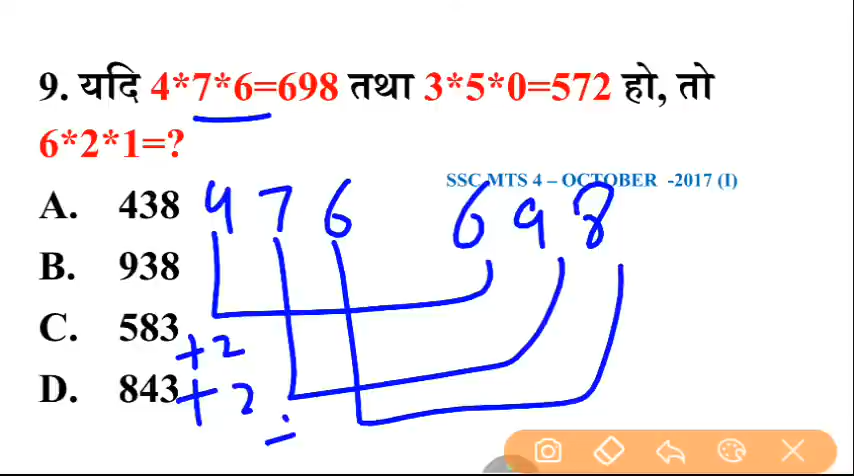 9. यदि 4*7*6=698 तथा 3*5*0=572 हो, तो
6*2*1=?
SSC MTS 4 – OCTOBER -2017 (I)
A. 438
4 7 6 6 9 8
B. 938
C. 583
+2
D. 843
+2